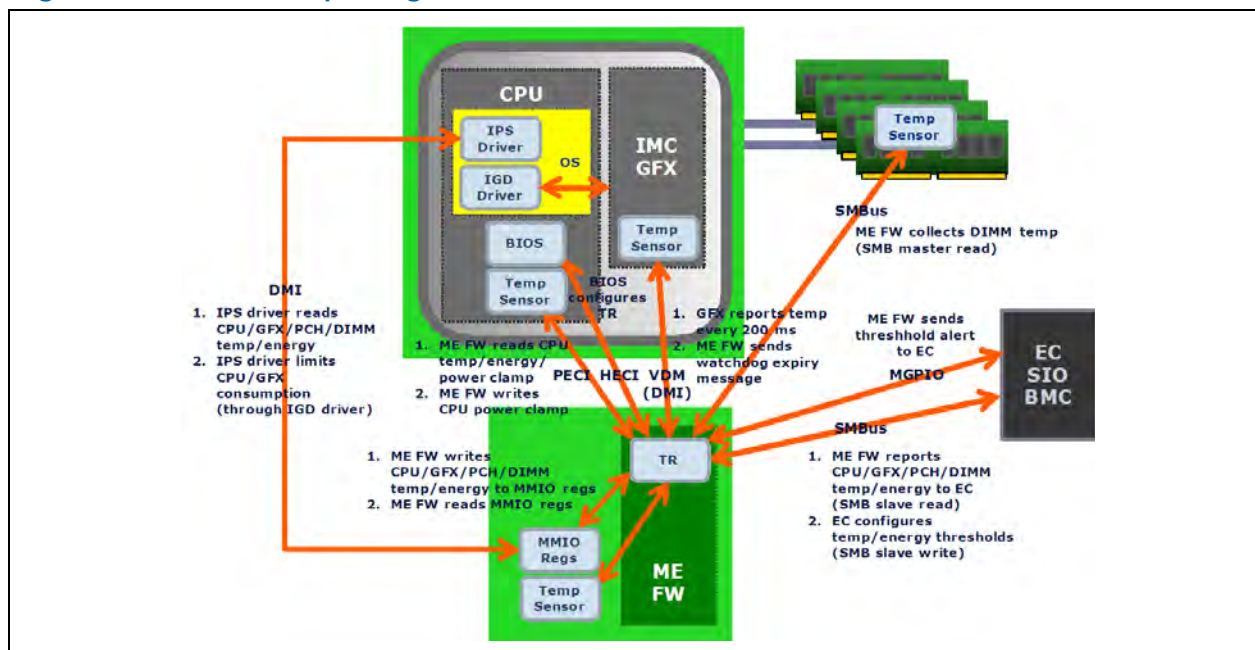 CPU
IPS
Driver
OS
IGD
Driver
BIOS
Temp
Sensor
IMC
GFX
Temp
Sensor
Temp
Sensor
SMBus
ME FW collects DIMM temp
(SMB master read)
DMI
1. IPS driver reads
CPU/GFX/PCH/DIMM
temp/energy
2. IPS driver limits
CPU/GFX
consumption
(through IGD driver)
BIOS
configures
TR
1. ME FW reads CPU
temp/energy/
power clamp
2. ME FW writes
CPU power clamp
1. GFX reports temp
every 200 ms
2. ME FW sends
watchdog expiry
message
PECI HECI VDM
(DMI)
ME FW sends
threshhold alert
to EC
MGPIO
EC
SIO
BMC
SMBus
1. ME FW reports
CPU/GFX/PCH/DIMM
temp/energy to EC
(SMB slave read)
2. EC configures
temp/energy thresholds
(SMB slave write)
1. ME FW writes
CPU/GFX/PCH/DIMM
temp/energy to MMIO regs
2. ME FW reads MMIO regs
TR
MMIO
Regs
Temp
Sensor
ME
FW